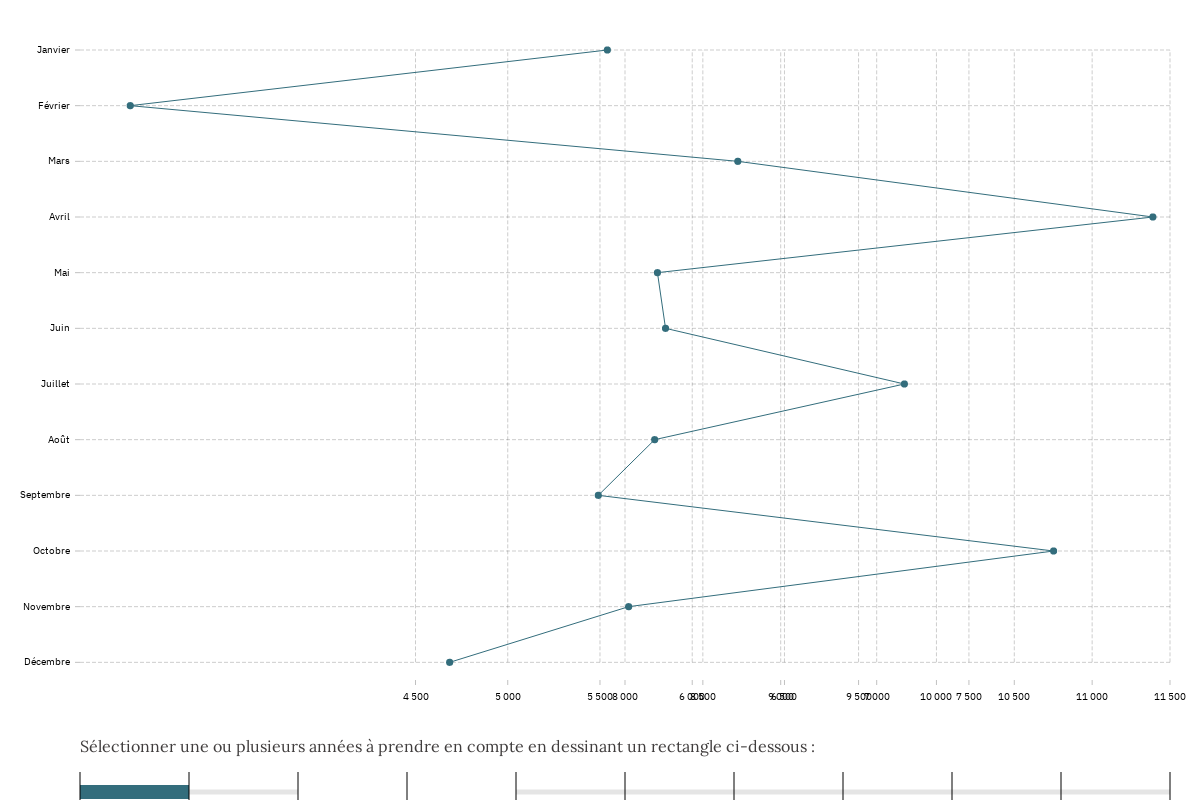 Janvier
Février
Mars
Avril
Mai
Juin
Juillet
Août
Septembre
Octobre
Novembre
Décembre
4 500 5 000 5 500 8 000 9 500 10 000 7 500 10 500 11 000 11 500
Sélectionner une ou plusieurs années à prendre en compte en dessinant un rectangle ci-dessous :